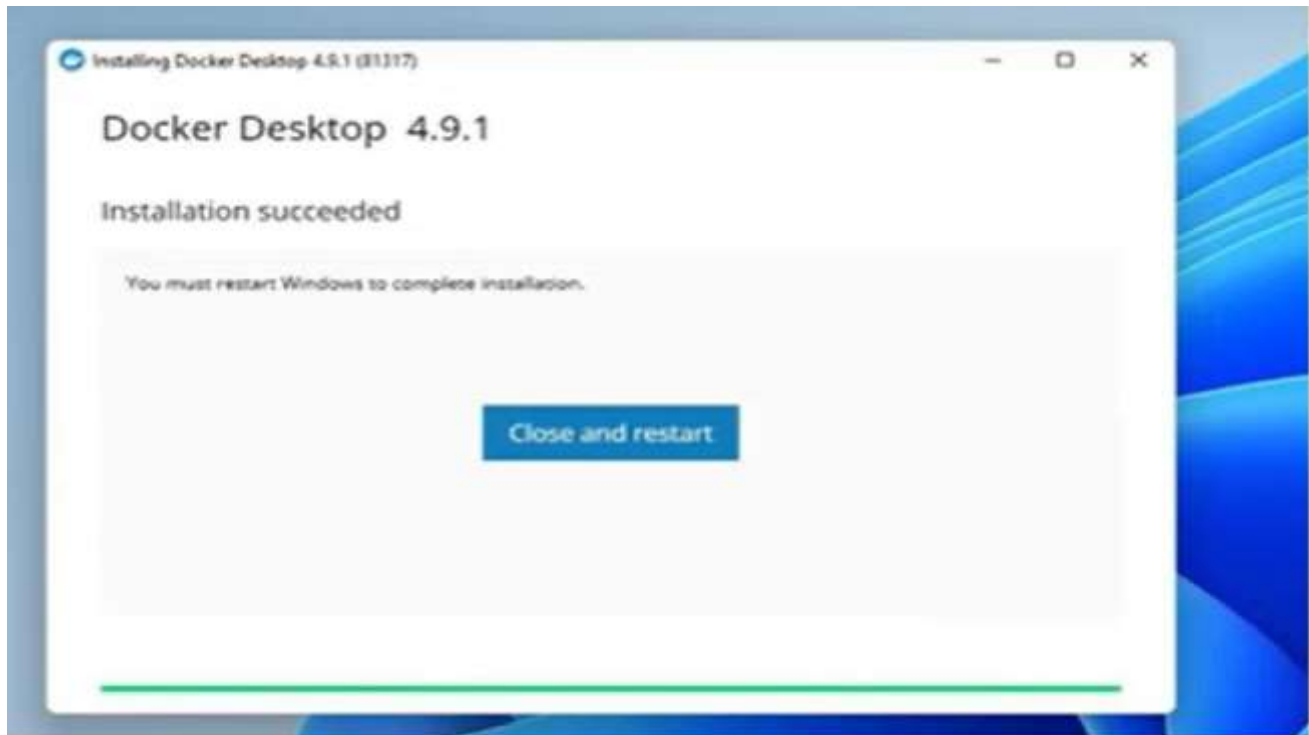 Installing Docker Desktop 4.9.1 (81317)
Docker Desktop 4.9.1
Installation succeeded
You must restart Windows to complete installation.
Close and restart